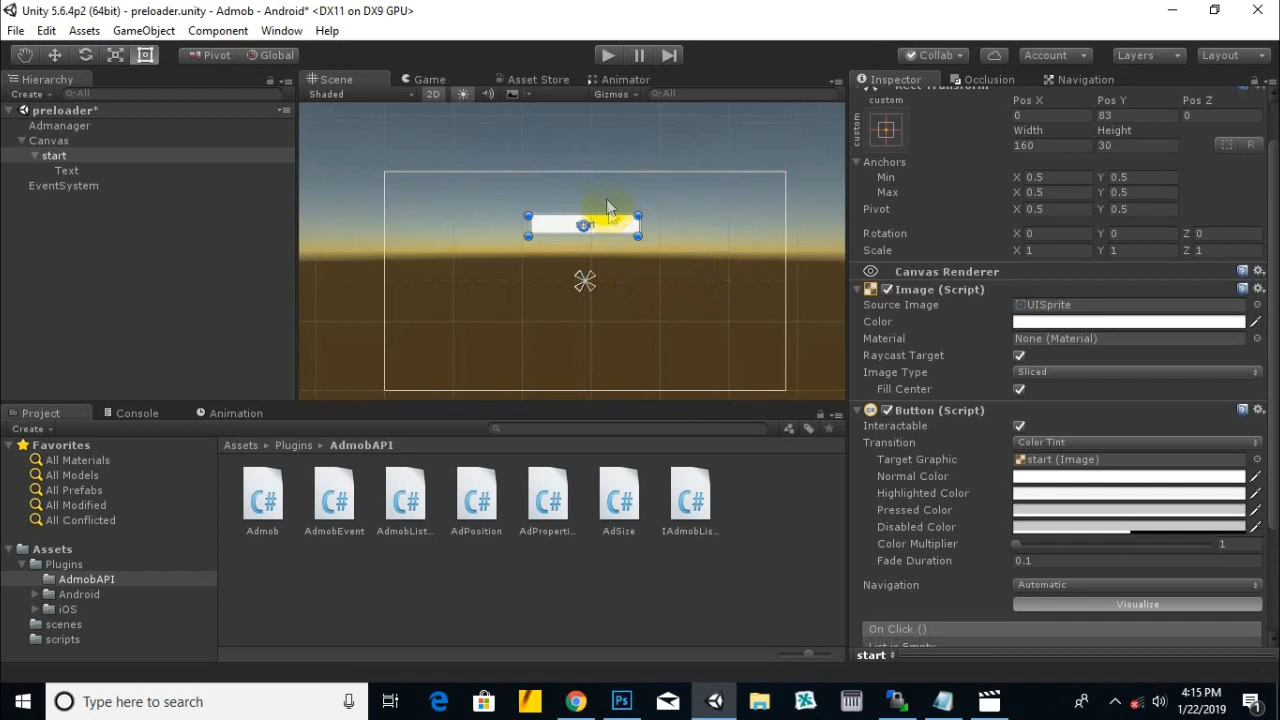 Unity 5.6.4p2 (64bit) - preloader.unity - Admob - Android* <DX11 on DX9 GPU>
File Edit Assets GameObject Component Window Help
Pivot Global Collab Account Layers Layout
Hierarchy
Create All
preloader*
Admanager
Canvas
start
Text
EventSystem
Scene Game Asset Store Animator
Shaded 2D Gizmos All
Inspector Occlusion Navigation
Rect Transform
custom Pos X Pos Y Pos Z
custom 0 83 0
Width Height
160 30 R
Anchors
Min X 0.5 Y 0.5
Max X 0.5 Y 0.5
Pivot X 0.5 Y 0.5
Rotation X 0 Y 0 Z 0
Scale X 1 Y 1 Z 1
Canvas Renderer
Image (Script)
Source Image UISprite
Color
Material None (Material)
Raycast Target
Image Type Sliced
Fill Center
Button (Script)
Interactable
Transition Color Tint
Target Graphic start (Image)
Normal Color
Highlighted Color
Pressed Color
Disabled Color
Color Multiplier 1
Fade Duration 0.1
Navigation Automatic
Visualize
On Click ()
List is Empty
start
Project Console Animation
Create
Favorites
All Materials
All Models
All Prefabs
All Modified
All Conflicted
Assets
Plugins
AdmobAPI
Android
iOS
scenes
scripts
Assets Plugins AdmobAPI
C# C# C# C# C# C# C#
Admob AdmobEvent AdmobList... AdPosition AdProperti... AdSize IAdmobLis...
Type here to search
4:15 PM
1/22/2019